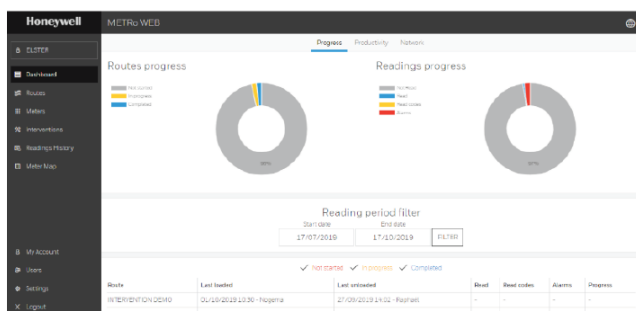 Honeywell
METRo WEB
ELSTER
Progress Productivity Network
Dashboard
Routes
Meters
Interventions
Readings History
Meter Map
My Account
Users
Settings
Logout
Routes progress
Not started
In progress
Completed
Readings progress
Not Read
Read
Read codes
Alarms
Reading period filter
Start date End date
17/07/2019 17/10/2019 FILTER
Not started In progress Completed
Route Last loaded Last unloaded Read Read codes Alarms Progress
INTERVENTION DEMO 01/10/2019 - 27/09/2019 - - - - -